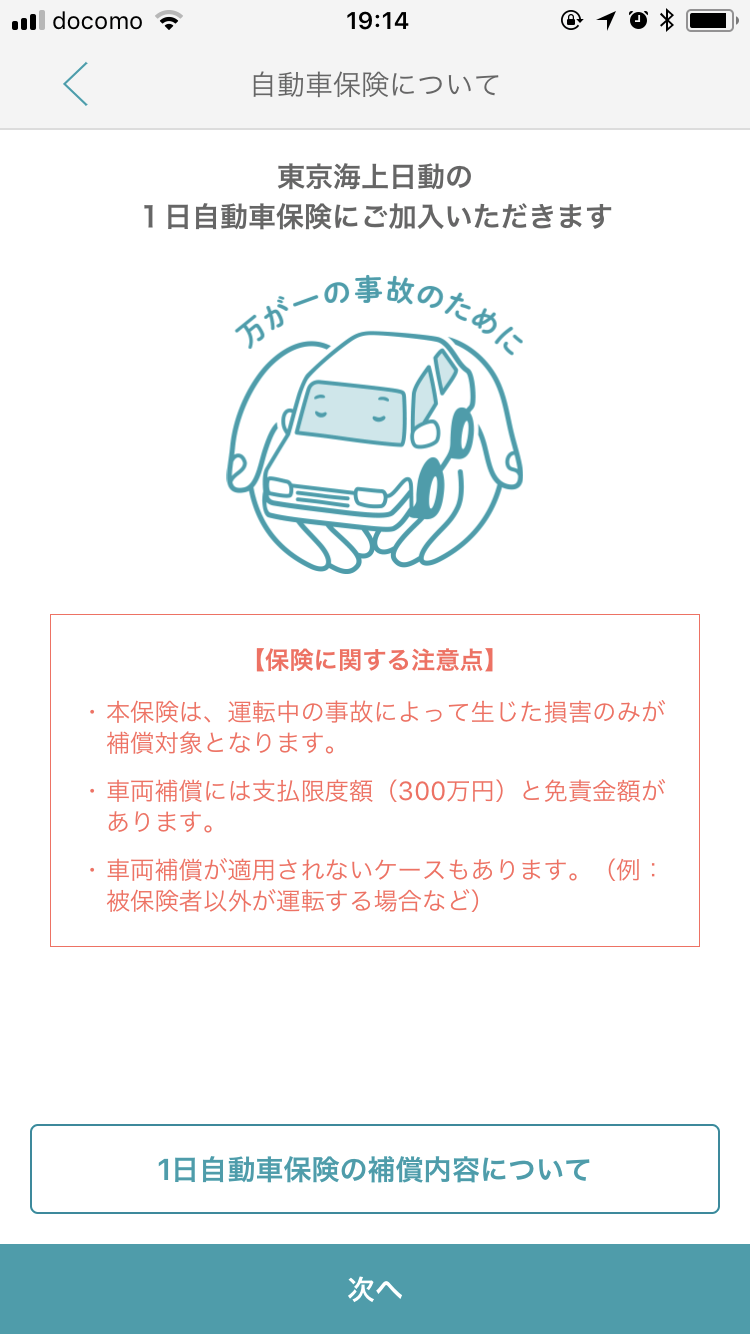 docomo
19:14
自動車保険について
東京海上日動の
1日自動車保険にご加入いただきます
万が一の事故のために
【保険に関する注意点】
・本保険は、運転中の事故によって生じた損害のみが
補償対象となります。
・車両補償には支払限度額（300万円）と免責金額が
あります。
・車両補償が適用されないケースもあります。（例：
被保険者以外が運転する場合など）
1日自動車保険の補償内容について
次へ